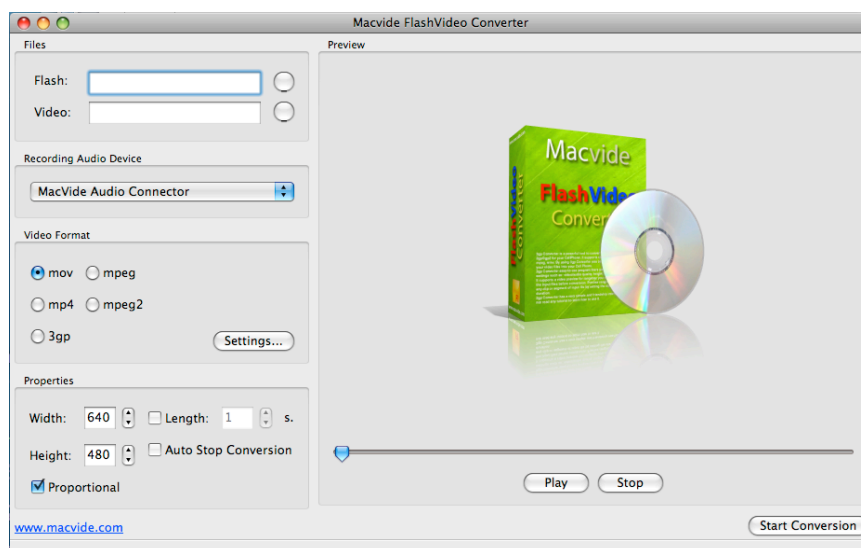 Macvide FlashVideo Converter
Files
Flash:
Video:
Recording Audio Device
MacVide Audio Connector
Video Format
mov
mpeg
mp4
mpeg2
3gp
Settings...
Properties
Width: 640
Length: 1 s.
Height: 480
Auto Stop Conversion
Proportional
www.macvide.com
Preview
Macvide
FlashVideo
Converter
FlashVideo
Converter
Play
Stop
Start Conversion